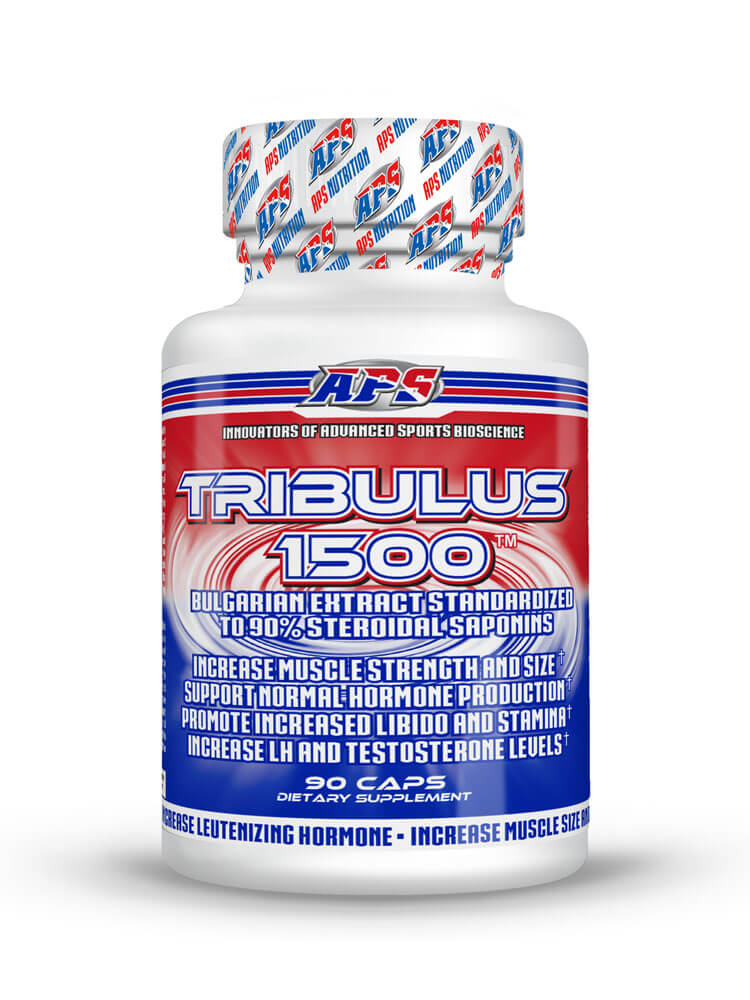 APS APS NUTRITION
APS
INNOVATORS OF ADVANCED SPORTS BIOSCIENCE
TRIBULUS
1500™
BULGARIAN EXTRACT STANDARDIZED
TO 90% STEROIDAL SAPONINS
INCREASE MUSCLE STRENGTH AND SIZE†
SUPPORT NORMAL HORMONE PRODUCTION†
PROMOTE INCREASED LIBIDO AND STAMINA†
INCREASE LH AND TESTOSTERONE LEVELS†
90 CAPS
DIETARY SUPPLEMENT
LEUTENIZING HORMONE - INCREASE MUSCLE SIZE